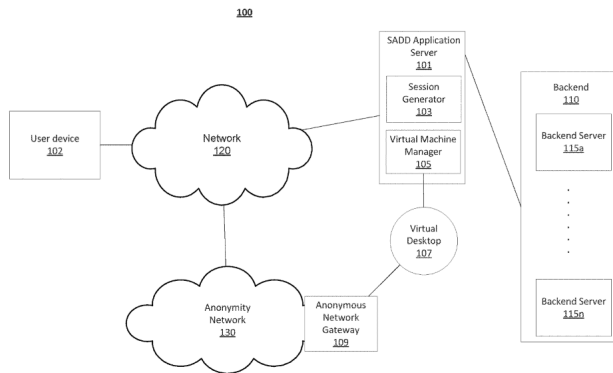 100
SADD Application
Server
101
Session
Generator
103
Virtual Machine
Manager
105
Backend
110
Backend Server
115a
Backend Server
115n
User device
102
Network
120
Virtual
Desktop
107
Anonymity
Network
130
Anonymous
Network
Gateway
109